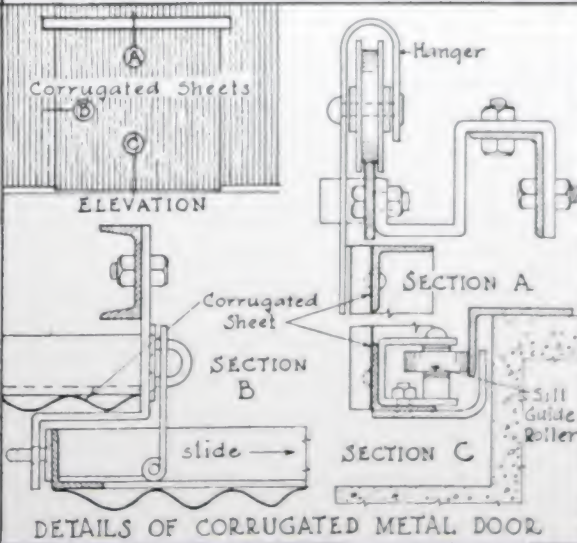 A
Corrugated Sheets
B
C
ELEVATION
Hanger
SECTION A
Corrugated
Sheet
SECTION
B
slide
Sill
Guide
Roller
SECTION C
DETAILS OF CORRUGATED METAL DOOR